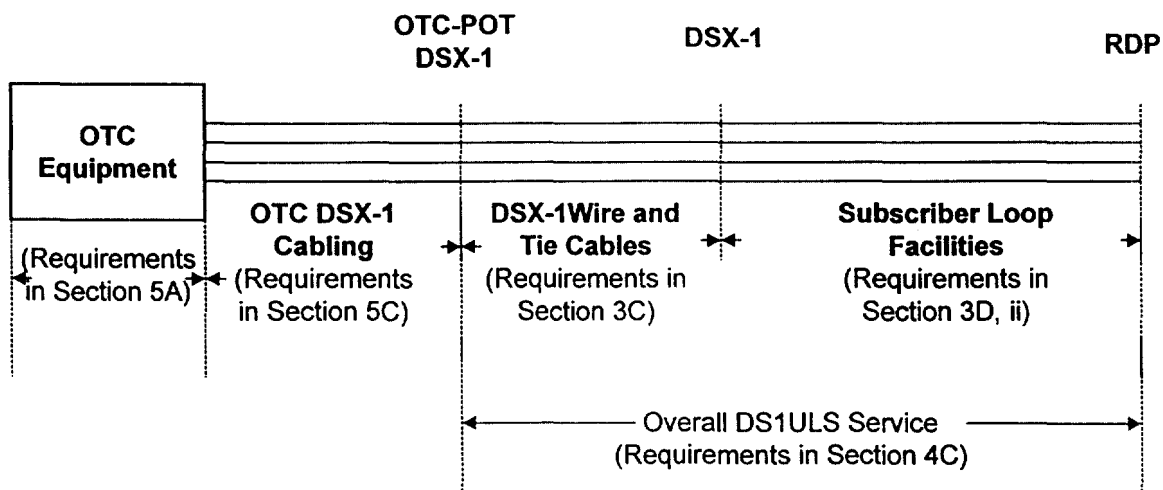 OTC-POT
DSX-1
DSX-1
RDP
OTC
Equipment
OTC DSX-1
Cabling
(Requirements
in Section 5C)
DSX-1Wire and
Tie Cables
(Requirements in
Section 3C)
Subscriber Loop
Facilities
(Requirements in
Section 3D, ii)
(Requirements
in Section 5A)
Overall DS1ULS Service
(Requirements in Section 4C)